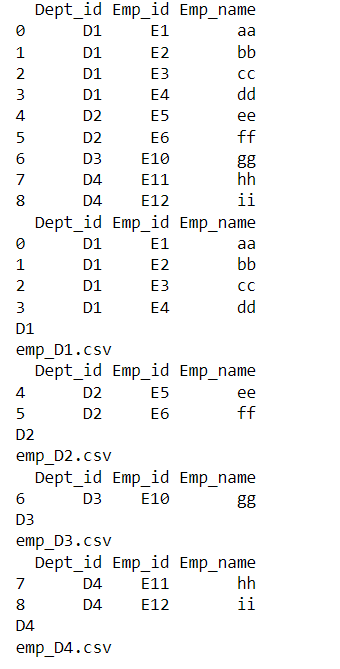 Dept_id Emp_id Emp_name
0 D1 E1 aa
1 D1 E2 bb
2 D1 E3 cc
3 D1 E4 dd
4 D2 E5 ee
5 D2 E6 ff
6 D3 E10 gg
7 D4 E11 hh
8 D4 E12 ii
Dept_id Emp_id Emp_name
0 D1 E1 aa
1 D1 E2 bb
2 D1 E3 cc
3 D1 E4 dd
D1
emp_D1.csv
Dept_id Emp_id Emp_name
4 D2 E5 ee
5 D2 E6 ff
D2
emp_D2.csv
Dept_id Emp_id Emp_name
6 D3 E10 gg
D3
emp_D3.csv
Dept_id Emp_id Emp_name
7 D4 E11 hh
8 D4 E12 ii
D4
emp_D4.csv